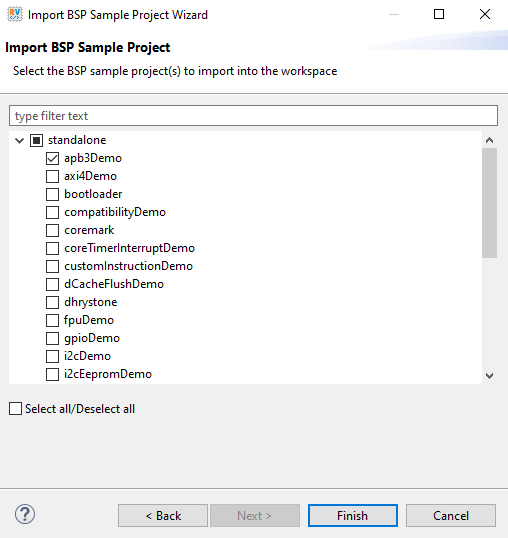 RV Import BSP Sample Project Wizard
Import BSP Sample Project
Select the BSP sample project(s) to import into the workspace
type filter text
standalone
apb3Demo
axi4Demo
bootloader
compatibilityDemo
coremark
coreTimerInterruptDemo
customInstructionDemo
dCacheFlushDemo
dhrystone
fpuDemo
gpioDemo
i2cDemo
i2cEepromDemo
Select all/Deselect all
? < Back Next > Finish Cancel